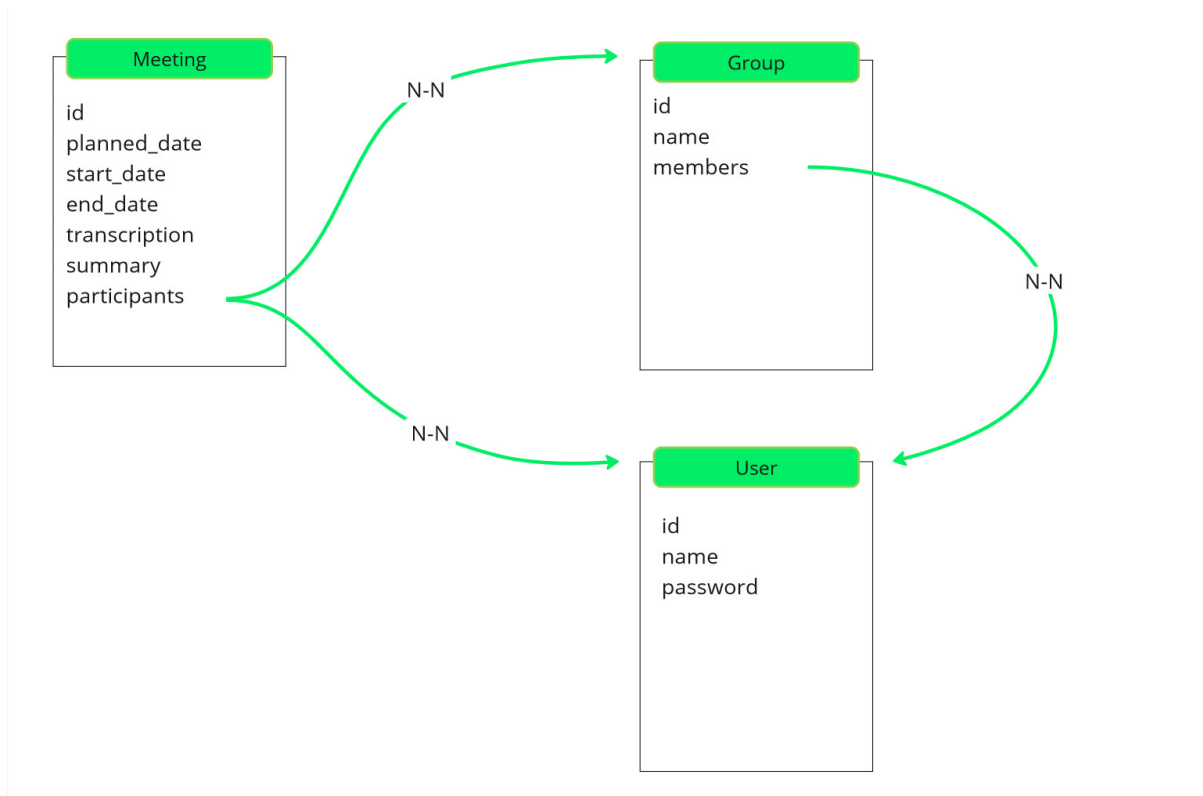 Meeting
id
planned_date
start_date
end_date
transcription
summary
participants
N-N
N-N
Group
id
name
members
N-N
User
id
name
password